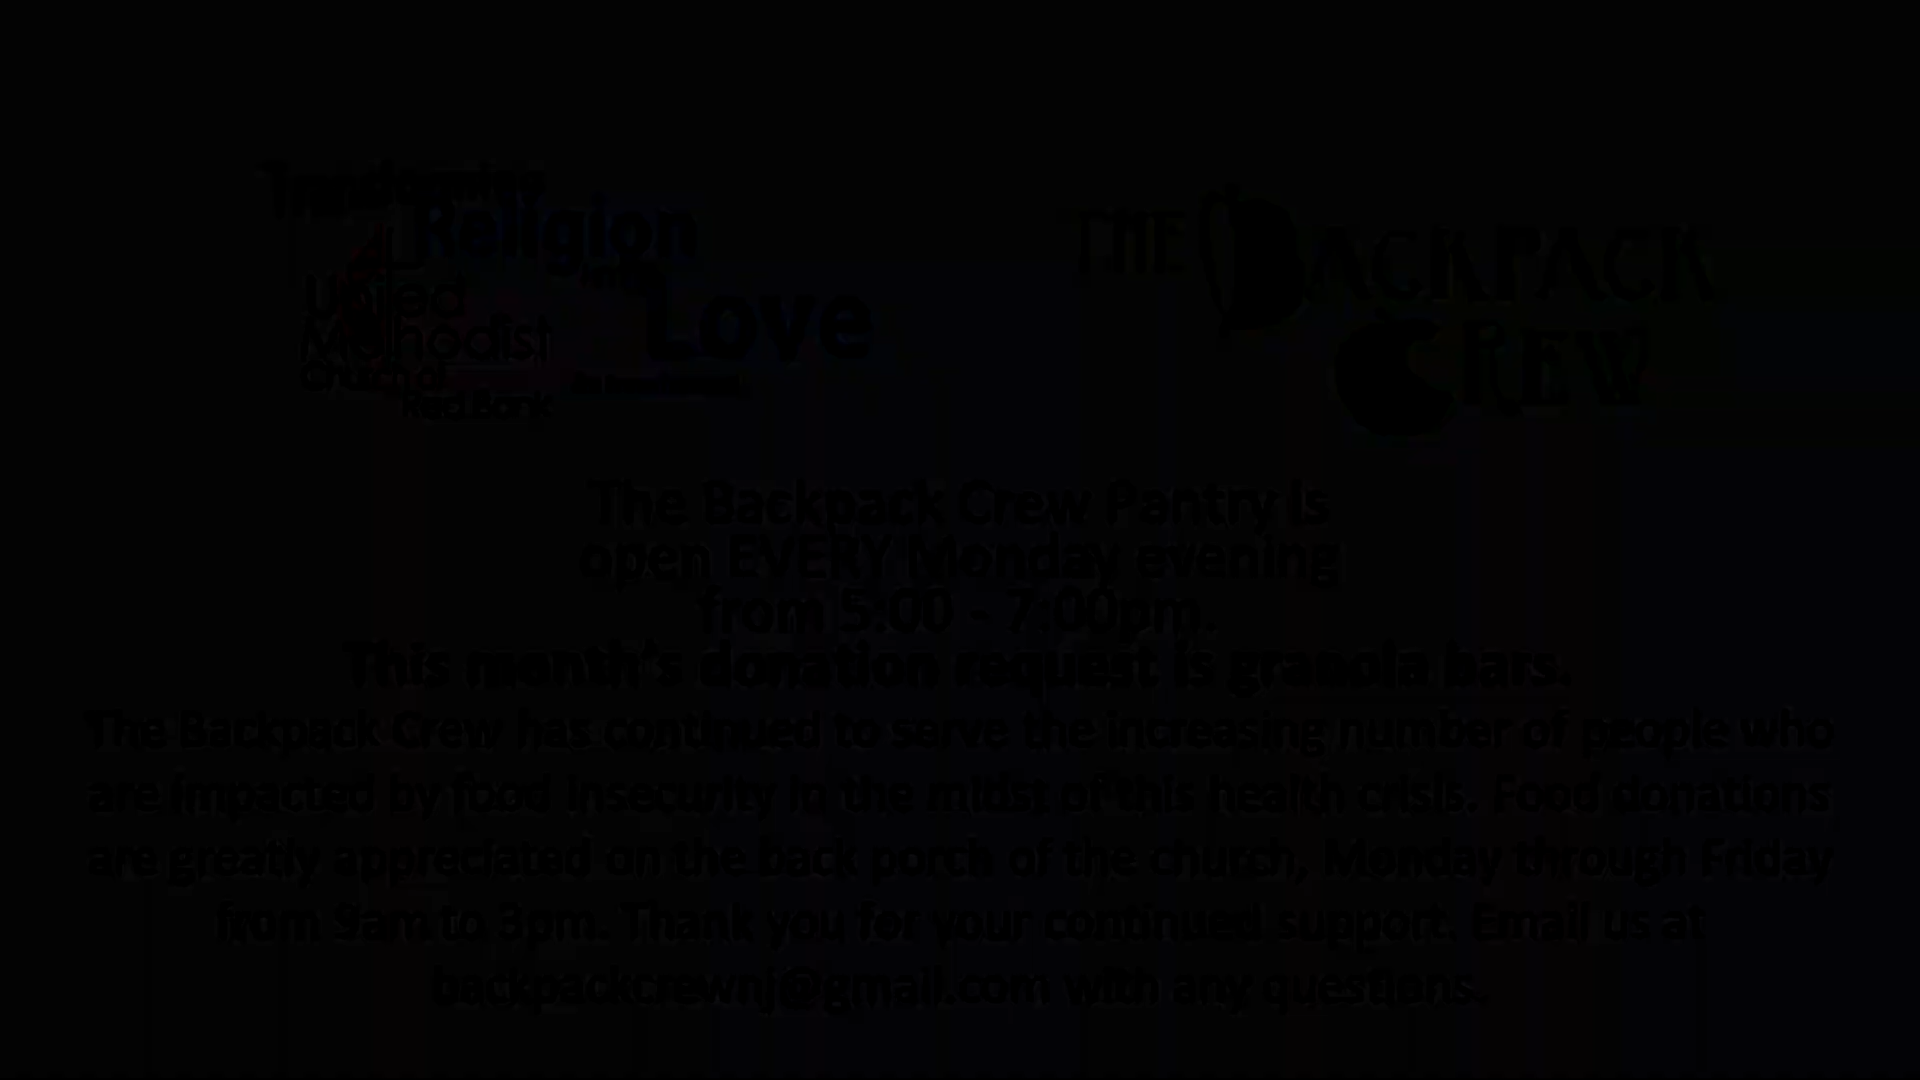 Transforming
Religion
into
Love
United
Methodist
Church of
Red Bank
THE BACKPACK
CREW
The Backpack Crew Pantry is
open EVERY Monday evening
from 5:00 - 7:00pm.
This month's donation request is granola bars.
The Backpack Crew has continued to serve the increasing number of people who
are impacted by food insecurity in the midst of this health crisis. Food donations
are greatly appreciated on the back porch of the church, Monday through Friday
from 9am to 3pm. Thank you for your continued support. Email us at
backpackcrewnj@gmail.com with any questions.